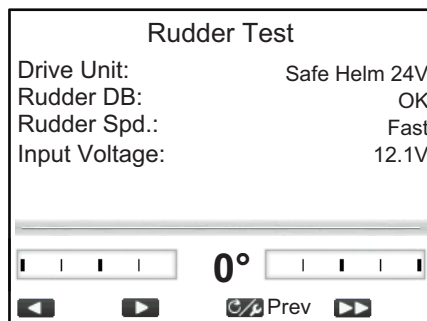 Rudder Test
Drive Unit: Safe Helm 24V
Rudder DB: OK
Rudder Spd.: Fast
Input Voltage: 12.1V
0°
Prev